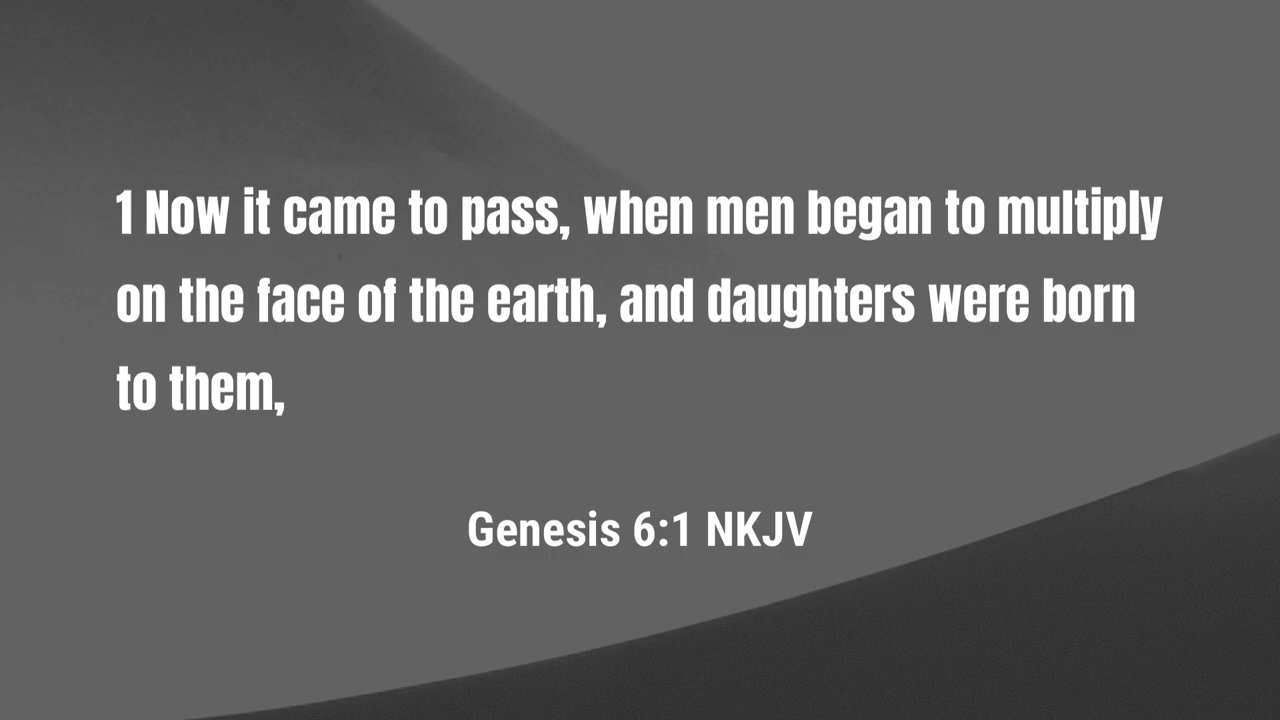 1 Now it came to pass, when men began to multiply
on the face of the earth, and daughters were born
to them,
Genesis 6:1 NKJV